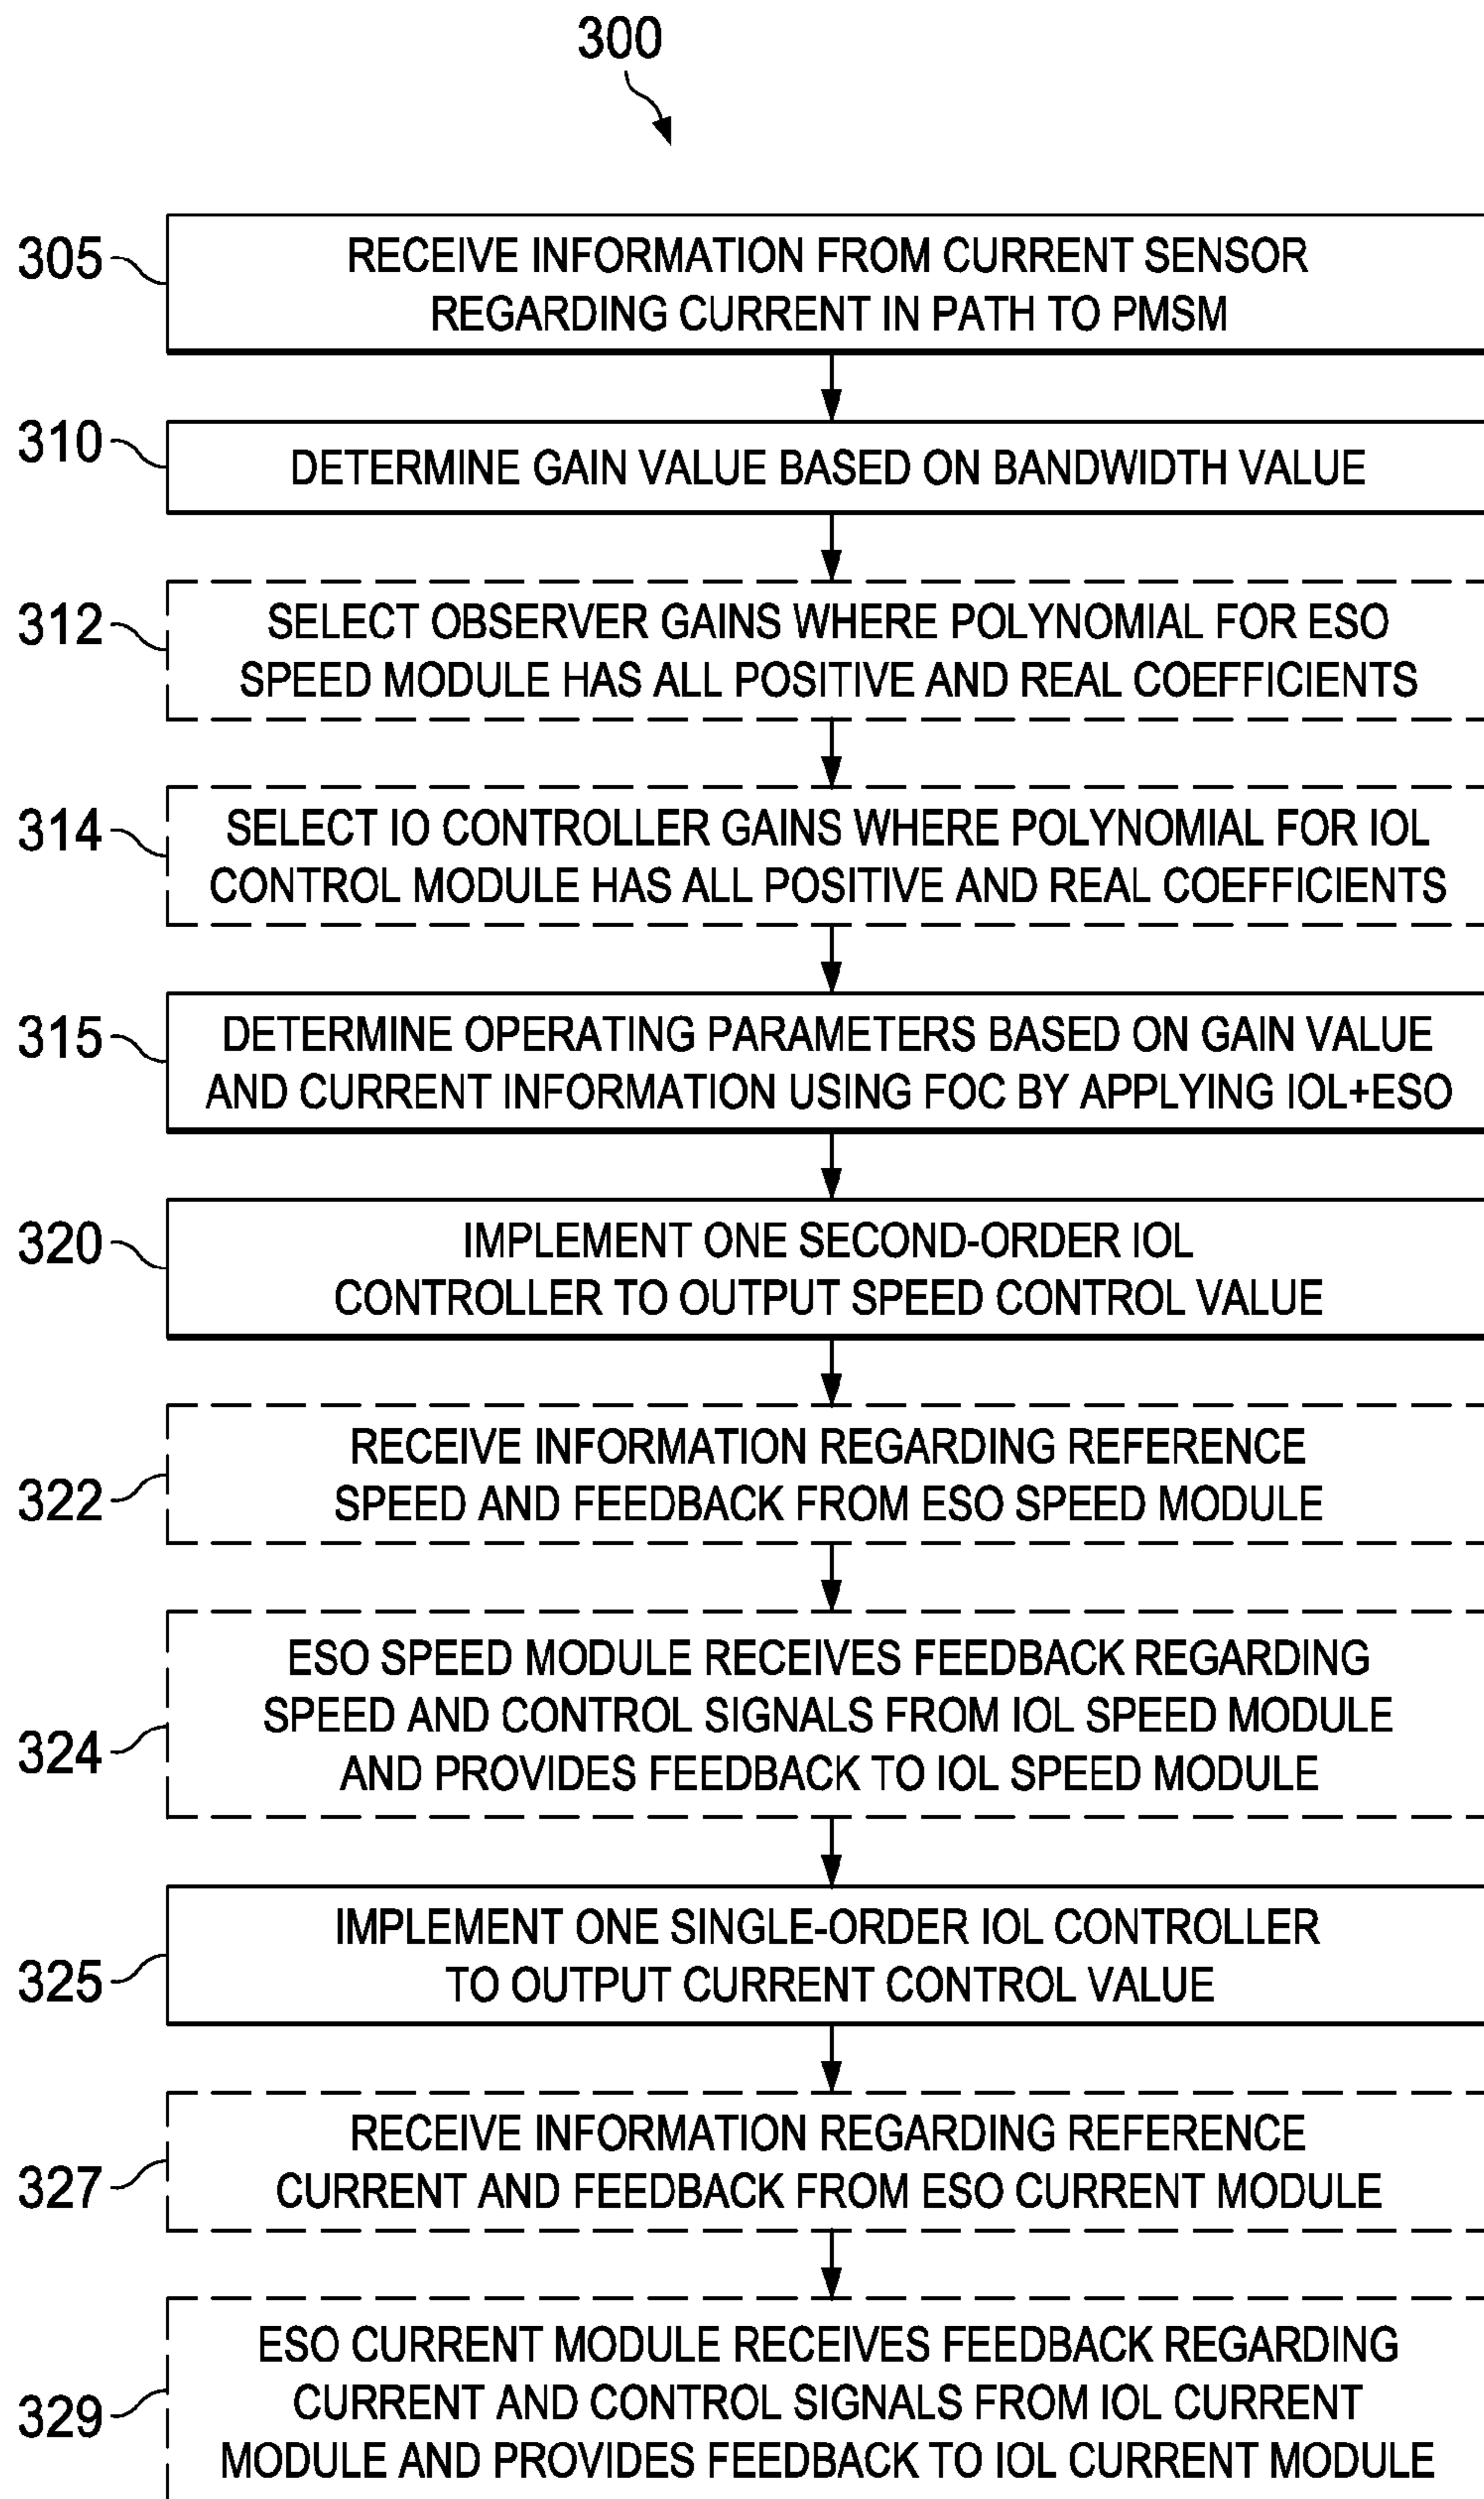 300
305
RECEIVE INFORMATION FROM CURRENT SENSOR
REGARDING CURRENT IN PATH TO PMSM
310
DETERMINE GAIN VALUE BASED ON BANDWIDTH VALUE
312
SELECT OBSERVER GAINS WHERE POLYNOMIAL FOR ESO
SPEED MODULE HAS ALL POSITIVE AND REAL COEFFICIENTS
314
SELECT IO CONTROLLER GAINS WHERE POLYNOMIAL FOR IOL
CONTROL MODULE HAS ALL POSITIVE AND REAL COEFFICIENTS
315
DETERMINE OPERATING PARAMETERS BASED ON GAIN VALUE
AND CURRENT INFORMATION USING FOC BY APPLYING IOL+ESO
320
IMPLEMENT ONE SECOND-ORDER IOL
CONTROLLER TO OUTPUT SPEED CONTROL VALUE
322
RECEIVE INFORMATION REGARDING REFERENCE
SPEED AND FEEDBACK FROM ESO SPEED MODULE
324
ESO SPEED MODULE RECEIVES FEEDBACK REGARDING
SPEED AND CONTROL SIGNALS FROM IOL SPEED MODULE
AND PROVIDES FEEDBACK TO IOL SPEED MODULE
325
IMPLEMENT ONE SINGLE-ORDER IOL CONTROLLER
TO OUTPUT CURRENT CONTROL VALUE
327
RECEIVE INFORMATION REGARDING REFERENCE
CURRENT AND FEEDBACK FROM ESO CURRENT MODULE
329
ESO CURRENT MODULE RECEIVES FEEDBACK REGARDING
CURRENT AND CONTROL SIGNALS FROM IOL CURRENT
MODULE AND PROVIDES FEEDBACK TO IOL CURRENT MODULE